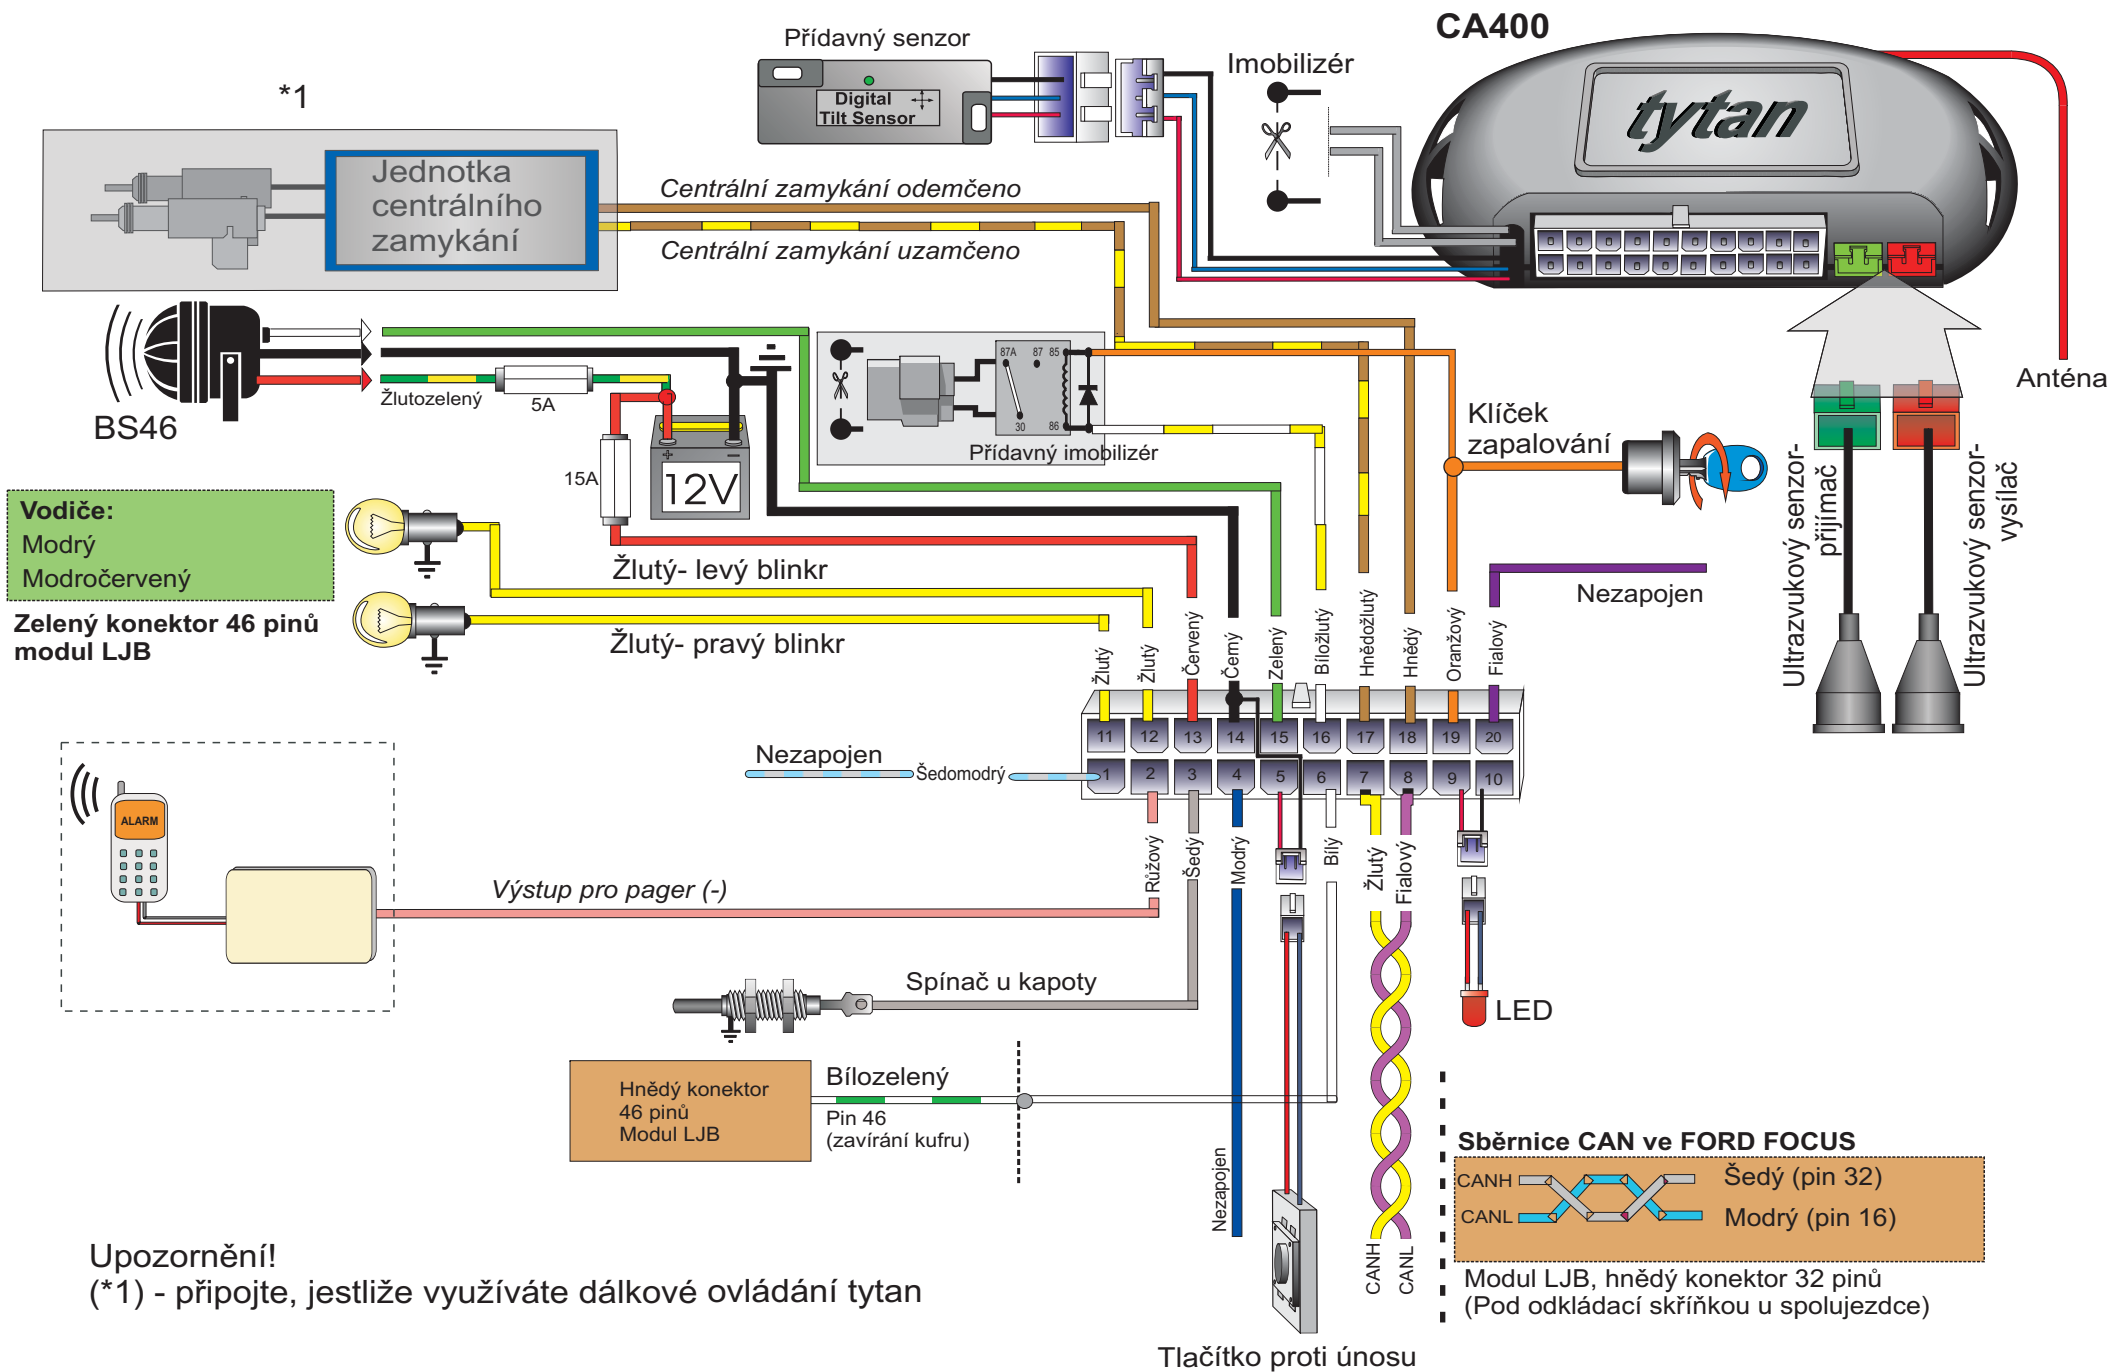 CA400
Přídavný senzor
Imobilizér
*1
Digital
Tilt Sensor
tytan
Jednotka
centrálního
zamykání
Centrální zamykání odemčeno
Centrální zamykání uzamčeno
87A 87 85
30 86
Přídavný imobilizér
Žlutozelený
5A
BS46
15A
+ −
12V
Anténa
Klíček
zapalování
Ultrazvukový senzor-
přijímač
Ultrazvukový senzor-
vysílač
Vodiče:
Modrý
Modročervený
Zelený konektor 46 pinů
modul LJB
Žlutý- levý blinkr
Žlutý- pravý blinkr
Nezapojen
Žlutý
Žlutý
Červený
Černý
Zelený
Bíložlutý
Hnědožlutý
Hnědý
Oranžový
Fialový
11 12 13 14 15 16 17 18 19 20
1 2 3 4 5 6 7 8 9 10
Nezapojen
Šedomodrý
ALARM
Výstup pro pager (-)
Růžový
Šedý
Modrý
Bílý
Žlutý
Fialový
Spínač u kapoty
LED
Hnědý konektor
46 pinů
Modul LJB
Bílozelený
Pin 46
(zavírání kufru)
Nezapojen
CANH
CANL
Sběrnice CAN ve FORD FOCUS
CANH
Šedý (pin 32)
CANL
Modrý (pin 16)
Modul LJB, hnědý konektor 32 pinů
(Pod odkládací skříňkou u spolujezdce)
Upozornění!
(*1) - připojte, jestliže využíváte dálkové ovládání tytan
Tlačítko proti únosu